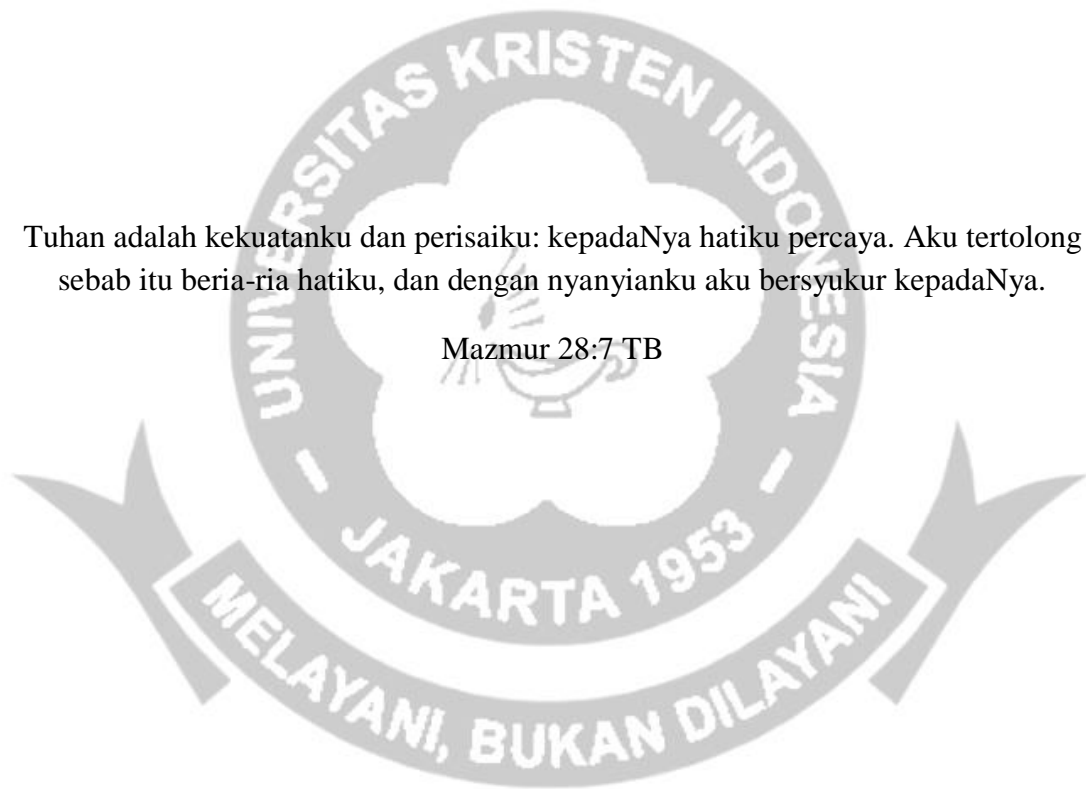 UNIVERSITAS KRISTEN INDONESIA
Tuhan adalah kekuatanku dan perisaiku: kepadaNya hatiku percaya. Aku tertolong
sebab itu beria-ria hatiku, dan dengan nyanyianku aku bersyukur kepadaNya.
Mazmur 28:7 TB
JAKARTA 1953
MELAYANI, BUKAN DILAYANI